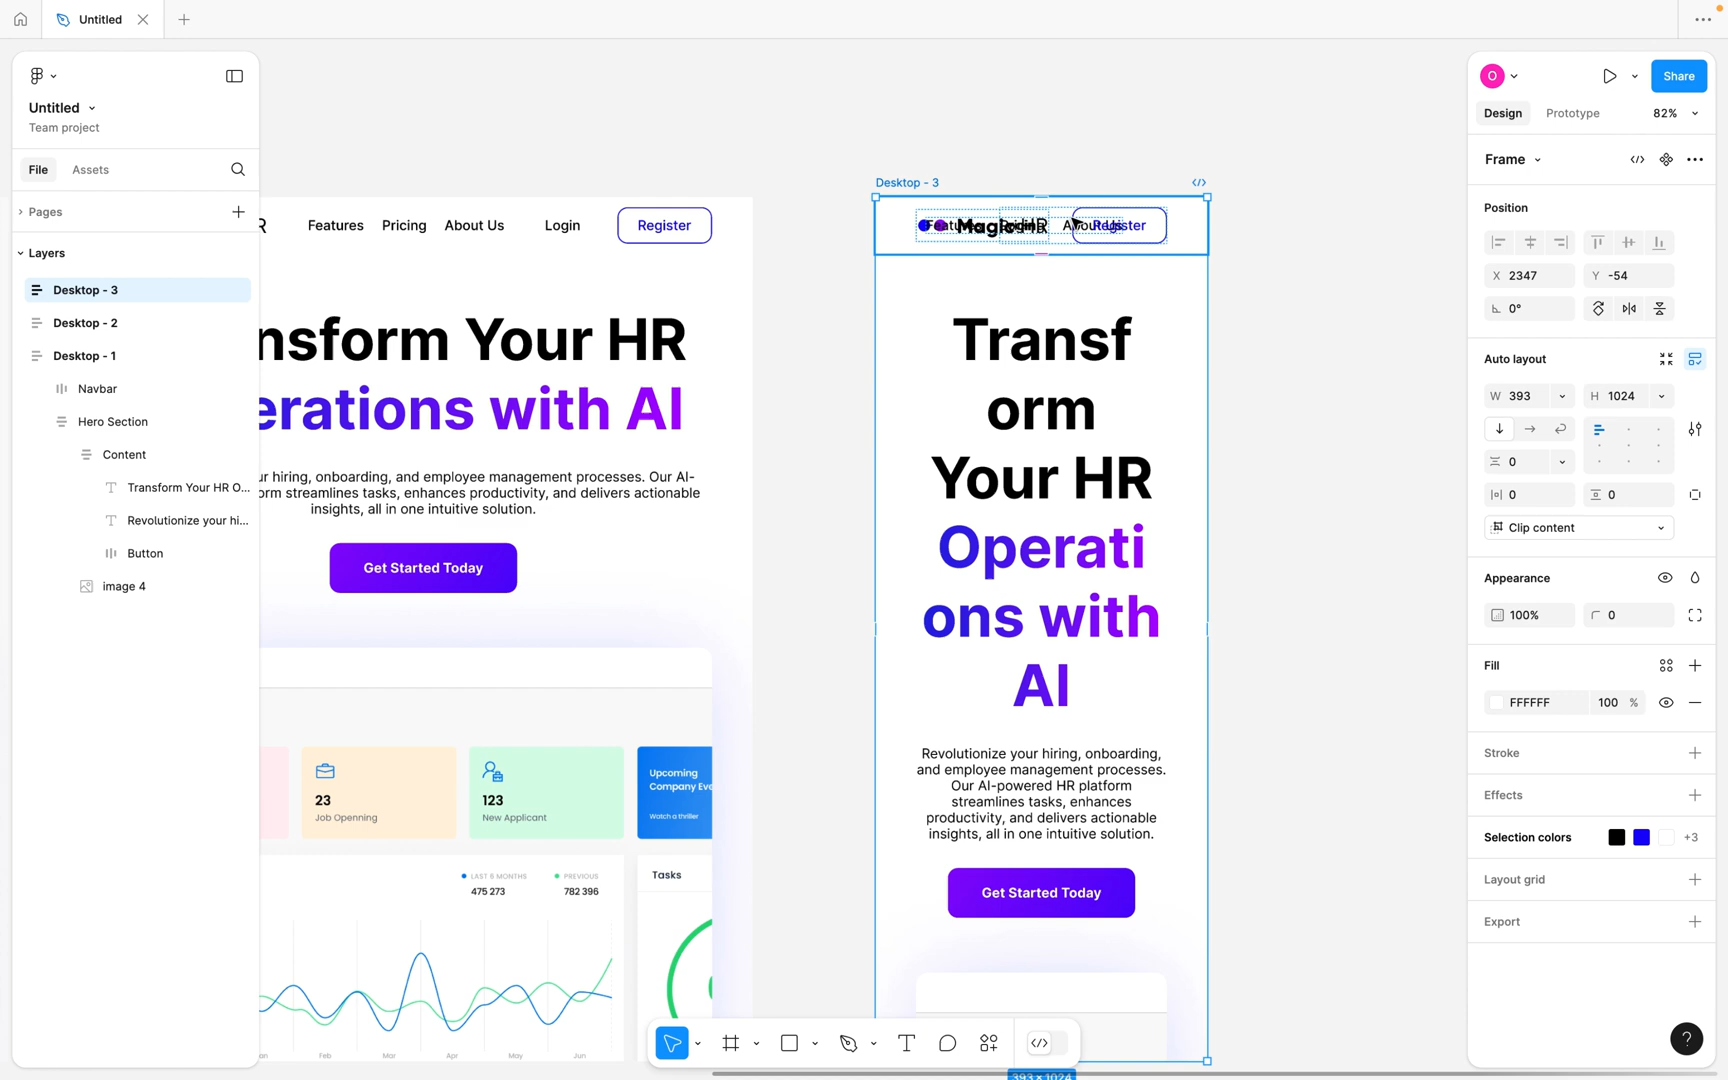 Untitled
Untitled
Team project
File
Assets
Pages
Layers
Desktop - 3
Desktop - 2
Desktop - 1
Navbar
Hero Section
Content
Transform Your HR O...
Revolutionize your hi...
Button
image 4
R
Features
Pricing
About Us
Login
Register
nsform Your HR
erations with AI
ur hiring, onboarding, and employee management processes. Our AI-
orm streamlines tasks, enhances productivity, and delivers actionable
insights, all in one intuitive solution.
Get Started Today
23
Job Openning
123
New Applicant
Upcoming
Company Eve
Watch a thriller
LAST 6 MONTHS
475 273
PREVIOUS
782 396
Tasks
an
Feb
Mar
Apr
May
Jun
Desktop - 3
MagicHR
Register
Transf
orm
Your HR
Operati
ons with
AI
Revolutionize your hiring, onboarding,
and employee management processes.
Our AI-powered HR platform
streamlines tasks, enhances
productivity, and delivers actionable
insights, all in one intuitive solution.
Get Started Today
393 × 1024
O
Share
Design
Prototype
82%
Frame
Position
X 2347
Y -54
0°
Auto layout
W 393
H 1024
0
0
0
Clip content
Appearance
100%
0
Fill
FFFFFF
100 %
Stroke
Effects
Selection colors
+3
Layout grid
Export
?